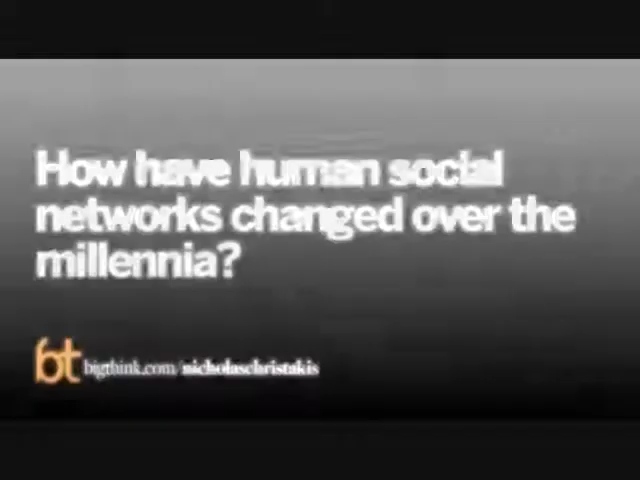 How have human social
networks changed over the
millennia?
bt bigthink.com/nicholaschristakis